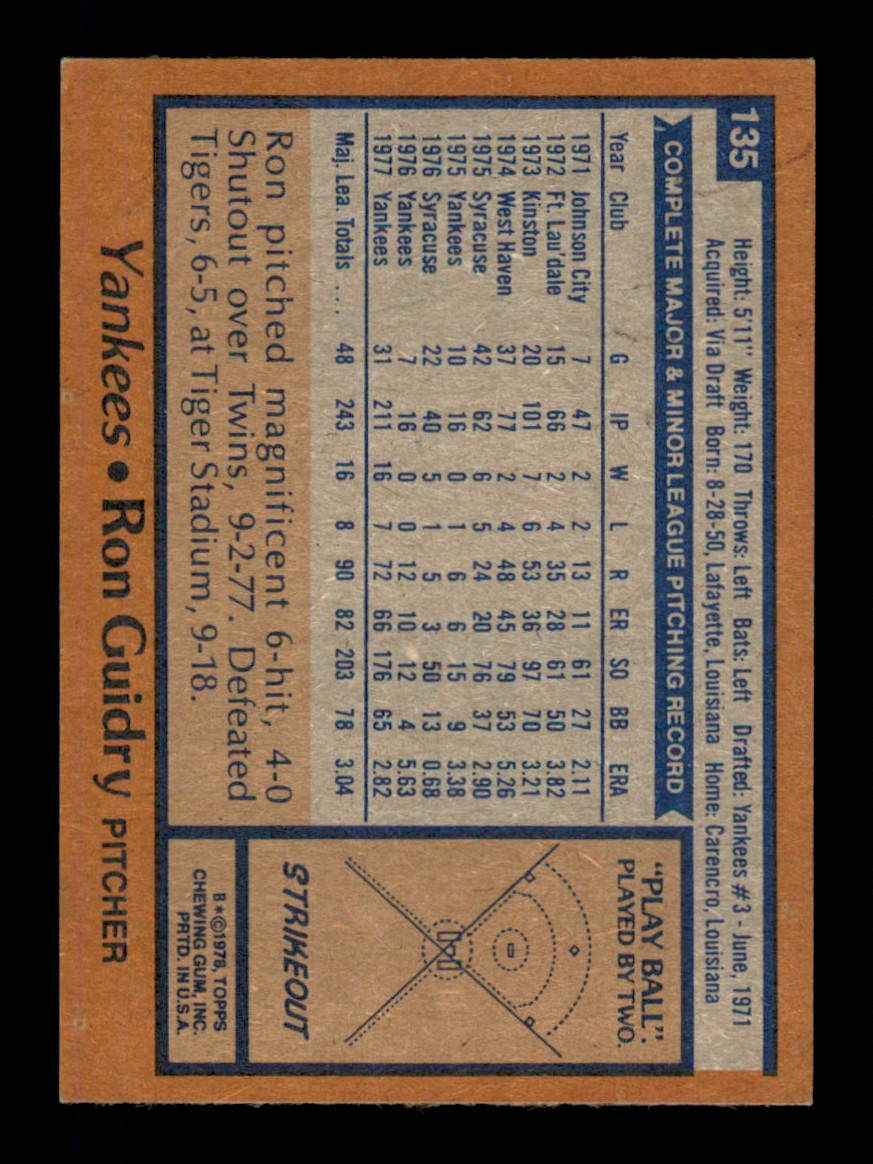 135
Height: 5'11" Weight: 170 Throws: Left Bats: Left Drafted: Yankees #3 - June, 1971
Acquired: Via Draft Born: 8-28-50, Lafayette, Louisiana Home: Carencro, Louisiana
COMPLETE MAJOR & MINOR LEAGUE PITCHING RECORD
Year Club G IP W L R ER SO BB ERA
1971 Johnson City 7 47 2 2 13 11 61 27 2.11
1972 Ft. Lau'dale 15 66 2 4 35 28 61 50 3.82
1973 Kinston 20 101 7 6 53 36 97 70 3.21
1974 West Haven 37 77 2 4 48 45 79 53 5.26
1975 Syracuse 42 62 6 5 24 20 76 37 2.90
1975 Yankees 10 16 0 1 6 6 15 9 3.38
1976 Syracuse 22 40 5 1 5 3 50 13 0.68
1976 Yankees 7 16 0 0 12 10 12 4 5.63
1977 Yankees 31 211 16 7 72 66 176 65 2.82
Maj. Lea. Totals .... 48 243 16 8 90 82 203 78 3.04
Ron pitched magnificent 6-hit, 4-0
Shutout over Twins, 9-2-77. Defeated
Tigers, 6-5, at Tiger Stadium, 9-18.
"PLAY BALL":
PLAYED BY TWO.
STRIKEOUT
B*©1978, TOPPS
CHEWING GUM, INC.
PRTD. IN U.S.A.
Yankees • Ron Guidry PITCHER